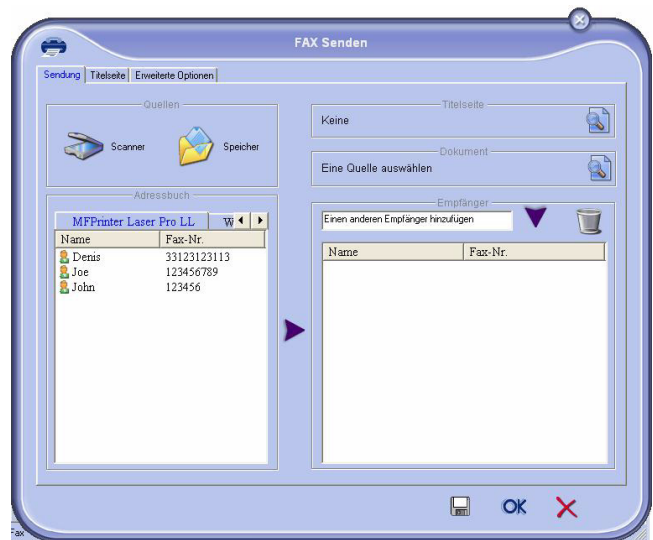 FAX Senden
Sendung Titelseite Erweiterte Optionen
Quellen
Scanner Speicher
Titelseite
Keine
Dokument
Eine Quelle auswählen
Adressbuch
MFPrinter Laser Pro LL W
Name Fax-Nr.
Denis 33123123113
Joe 123456789
John 123456
Empfänger
Einen anderen Empfänger hinzufügen
Name Fax-Nr.
OK
Fax